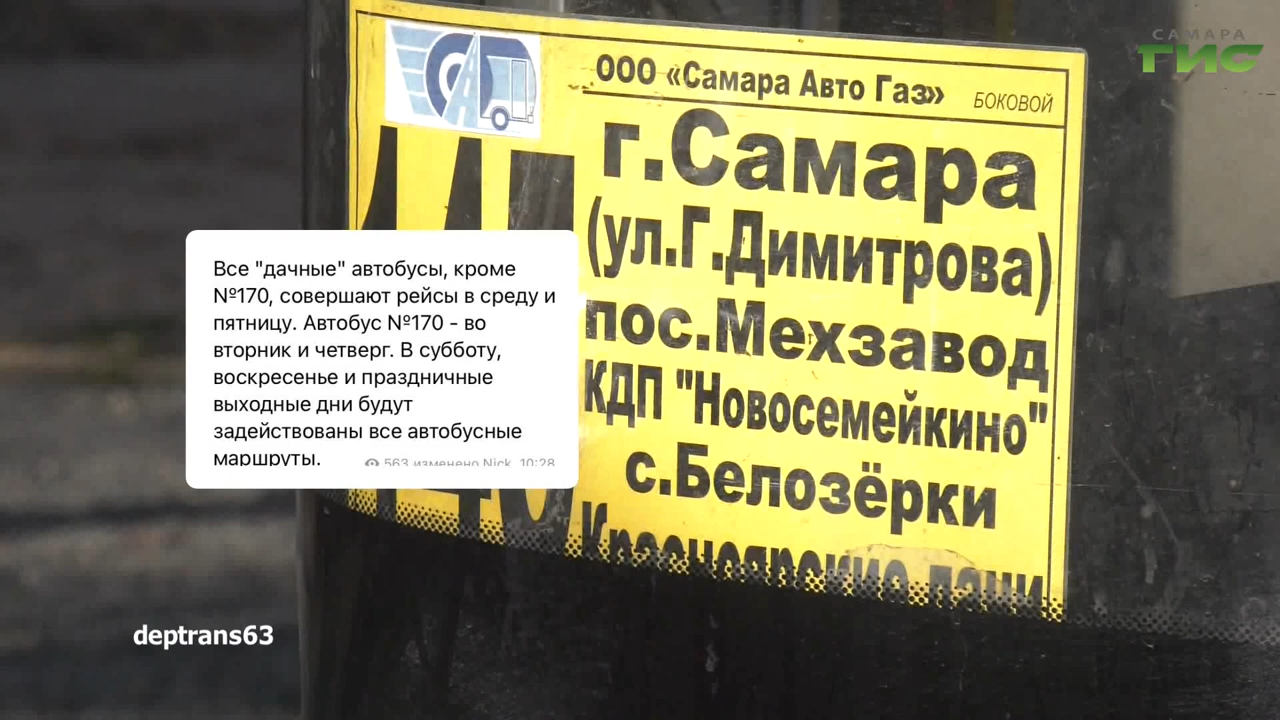 САМАРА
ГИС
ООО «Самара Авто Газ»
БОКОВОЙ
г.Самара
(ул.Г.Димитрова)
пос.Мехзавод
КДП "Новосемейкино"
с.Белозёрки
Красноярские дачи
Все "дачные" автобусы, кроме
№170, совершают рейсы в среду и
пятницу. Автобус №170 - во
вторник и четверг. В субботу,
воскресенье и праздничные
выходные дни будут
задействованы все автобусные
маршруты.
563 изменено Nick, 10:28
deptrans63